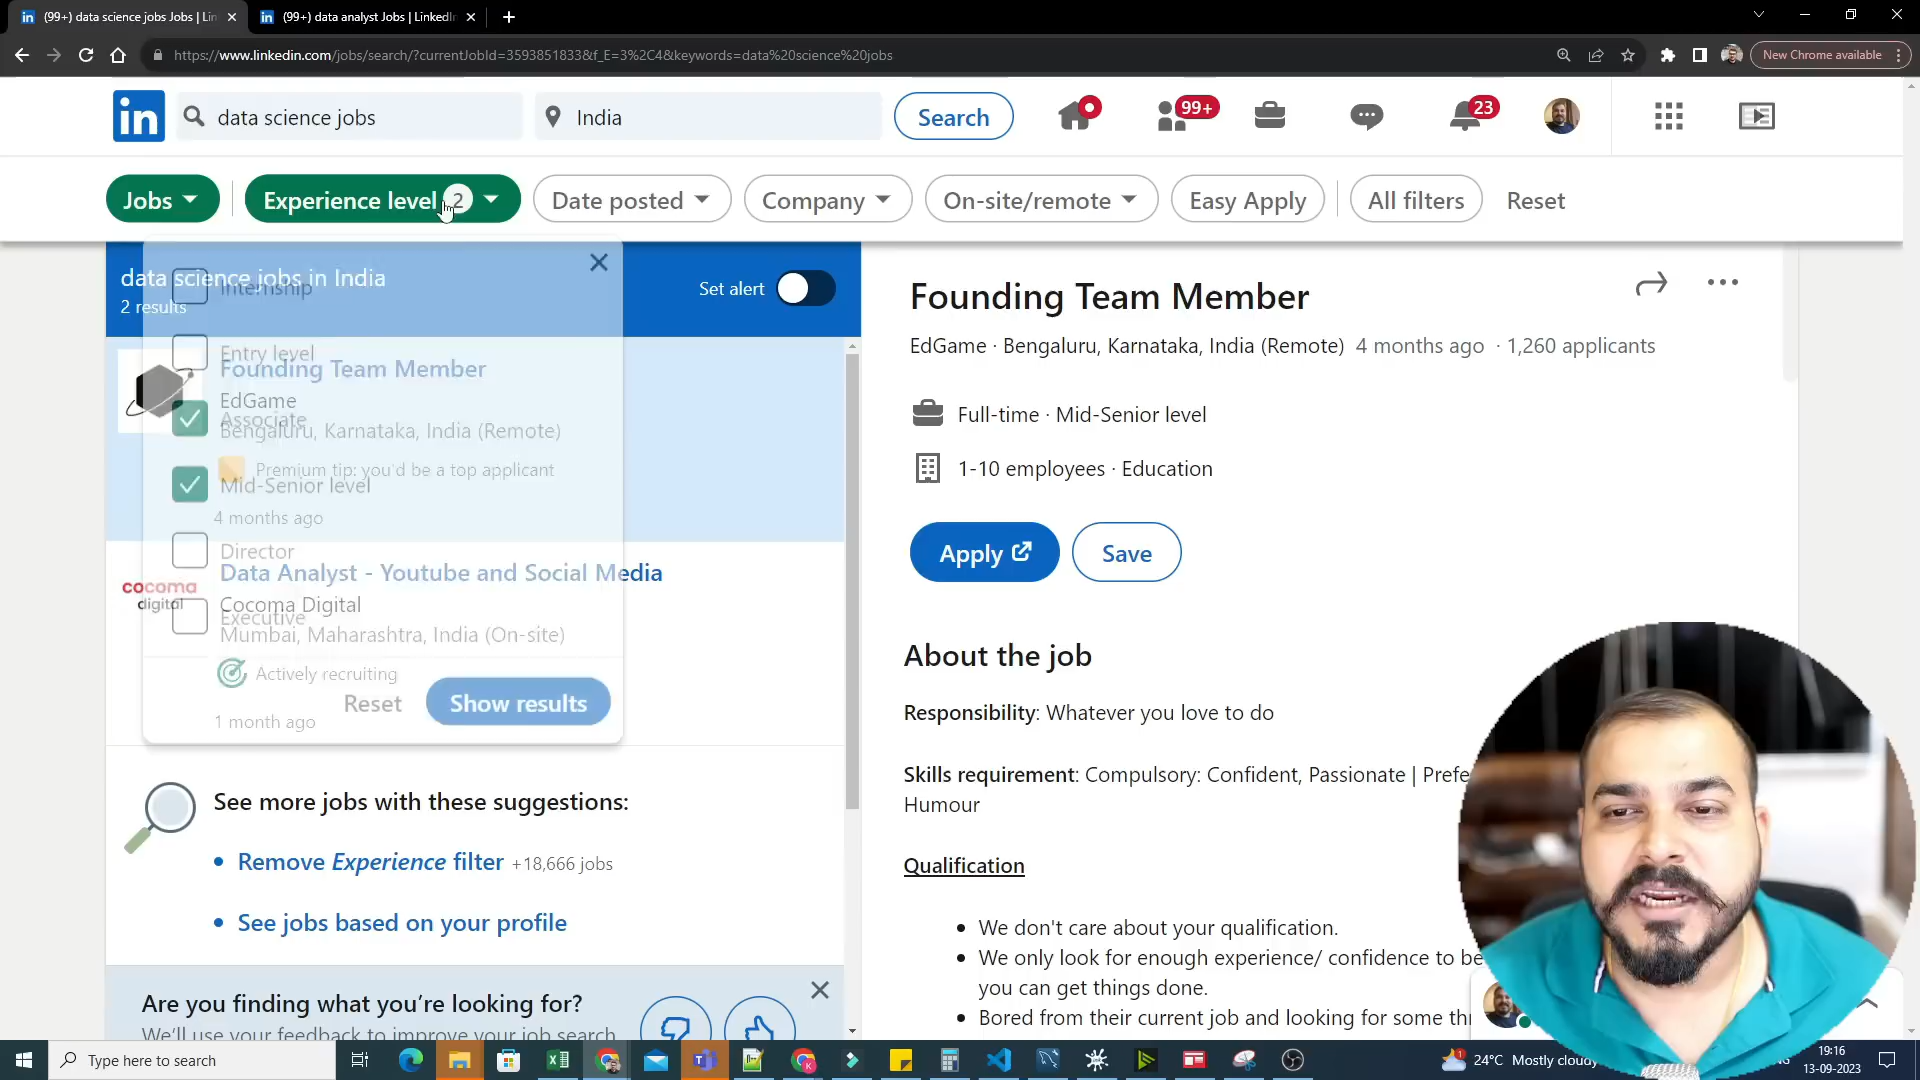 (99+) data science jobs Jobs | Lin
(99+) data analyst Jobs | LinkedIn
https://www.linkedin.com/jobs/search/?currentJobId=3593851833&f_E=3%2C4&keywords=data%20science%20jobs
New Chrome available
in
data science jobs
India
Search
99+
23
Jobs
Experience level 2
Date posted
Company
On-site/remote
Easy Apply
All filters
Reset
data science jobs in India
2 results
Set alert
Internship
Entry level
Associate
Mid-Senior level
Director
Executive
Reset
Show results
Founding Team Member
EdGame
Bengaluru, Karnataka, India (Remote)
Premium tip: you'd be a top applicant
4 months ago
cocoma
digital
Data Analyst - Youtube and Social Media
Cocoma Digital
Mumbai, Maharashtra, India (On-site)
Actively recruiting
1 month ago
See more jobs with these suggestions:
Remove Experience filter +18,666 jobs
See jobs based on your profile
Are you finding what you're looking for?
We'll use your feedback to improve your job search
Founding Team Member
EdGame · Bengaluru, Karnataka, India (Remote) 4 months ago · 1,260 applicants
Full-time · Mid-Senior level
1-10 employees · Education
Apply
Save
About the job
Responsibility: Whatever you love to do
Skills requirement: Compulsory: Confident, Passionate | Prefe
Humour
Qualification
We don't care about your qualification.
We only look for enough experience/ confidence to be
you can get things done.
Bored from their current job and looking for some
Type here to search
24°C Mostly cloudy
19:16
13-09-2023